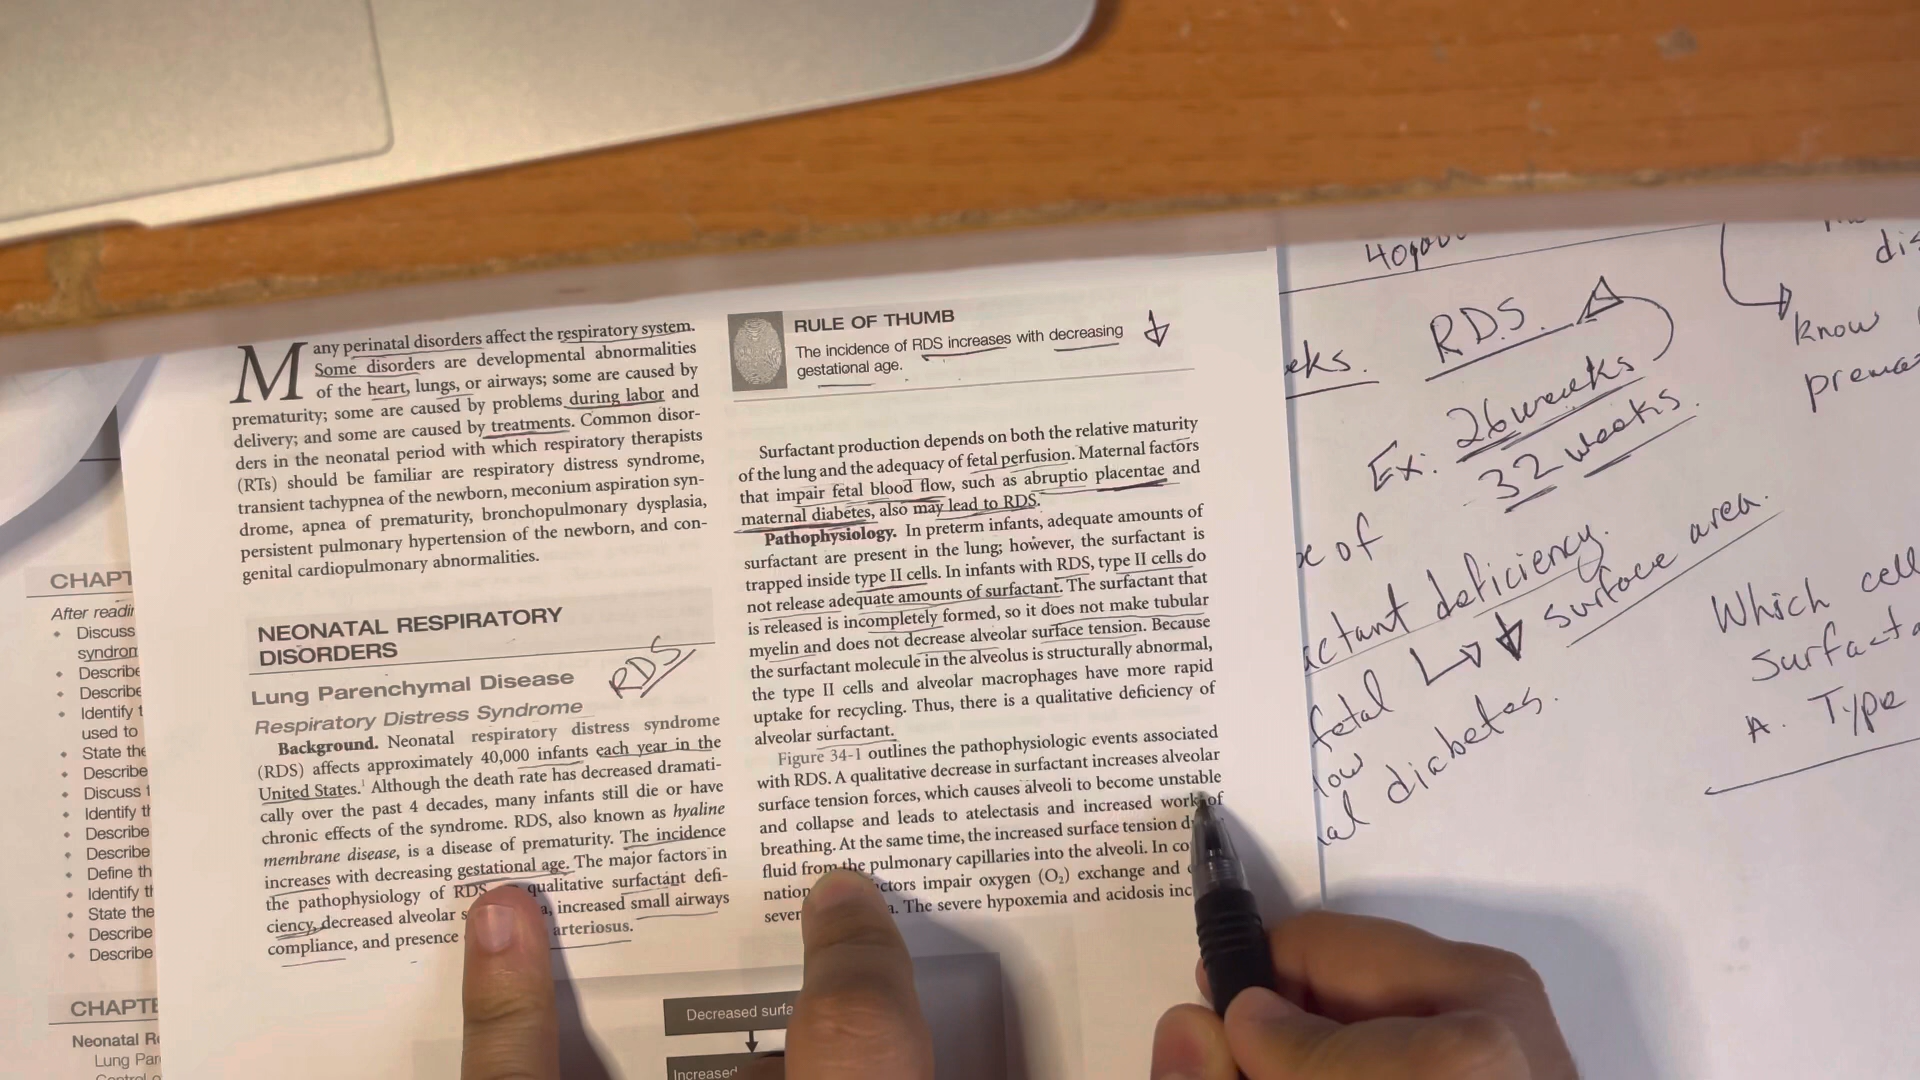 Many perinatal disorders affect the respiratory system.
Some disorders are developmental abnormalities
of the heart, lungs, or airways; some are caused by
prematurity; some are caused by problems during labor and
delivery; and some are caused by treatments. Common disor-
ders in the neonatal period with which respiratory therapists
(RTs) should be familiar are respiratory distress syndrome,
transient tachypnea of the newborn, meconium aspiration syn-
drome, apnea of prematurity, bronchopulmonary dysplasia,
persistent pulmonary hypertension of the newborn, and con-
genital cardiopulmonary abnormalities.
NEONATAL RESPIRATORY
DISORDERS
RDS
Lung Parenchymal Disease
Respiratory Distress Syndrome
Background. Neonatal respiratory distress syndrome
(RDS) affects approximately 40,000 infants each year in the
United States.¹ Although the death rate has decreased dramati-
cally over the past 4 decades, many infants still die or have
chronic effects of the syndrome. RDS, also known as hyaline
membrane disease, is a disease of prematurity. The incidence
increases with decreasing gestational age. The major factors in
the pathophysiology of RDS qualitative surfactant defi-
ciency, decreased alveolar s a, increased small airways
compliance, and presence arteriosus.
RULE OF THUMB
The incidence of RDS increases with decreasing ↓
gestational age.
Surfactant production depends on both the relative maturity
of the lung and the adequacy of fetal perfusion. Maternal factors
that impair fetal blood flow, such as abruptio placentae and
maternal diabetes, also may lead to RDS.
Pathophysiology. In preterm infants, adequate amounts of
surfactant are present in the lung; however, the surfactant is
trapped inside type II cells. In infants with RDS, type II cells do
not release adequate amounts of surfactant. The surfactant that
is released is incompletely formed, so it does not make tubular
myelin and does not decrease alveolar surface tension. Because
the surfactant molecule in the alveolus is structurally abnormal,
the type II cells and alveolar macrophages have more rapid
uptake for recycling. Thus, there is a qualitative deficiency of
alveolar surfactant.
Figure 34-1 outlines the pathophysiologic events associated
with RDS. A qualitative decrease in surfactant increases alveolar
surface tension forces, which causes alveoli to become unstable
and collapse and leads to atelectasis and increased work of
breathing. At the same time, the increased surface tension d
fluid from the pulmonary capillaries into the alveoli. In co
nation ctors impair oxygen (O₂) exchange and
sever a. The severe hypoxemia and acidosis inc
Decreased surfa
Increased
CHAPT
After readi
• Discuss
syndrom
• Describe
• Describe
• Identify t
used to
• State the
• Describe
• Discuss t
• Identify th
• Describe
• Describe
• Define th
• Identify th
• State the
• Describe
• Describe
CHAPTE
Neonatal Re
Lung Par
eks. RDS.
Ex: 26 weeks
32 weeks.
of
actant deficiency.
↓ surface area.
fetal
low
al diabetes.
dis
know
prema
Which cell
Surfacta
A. Type